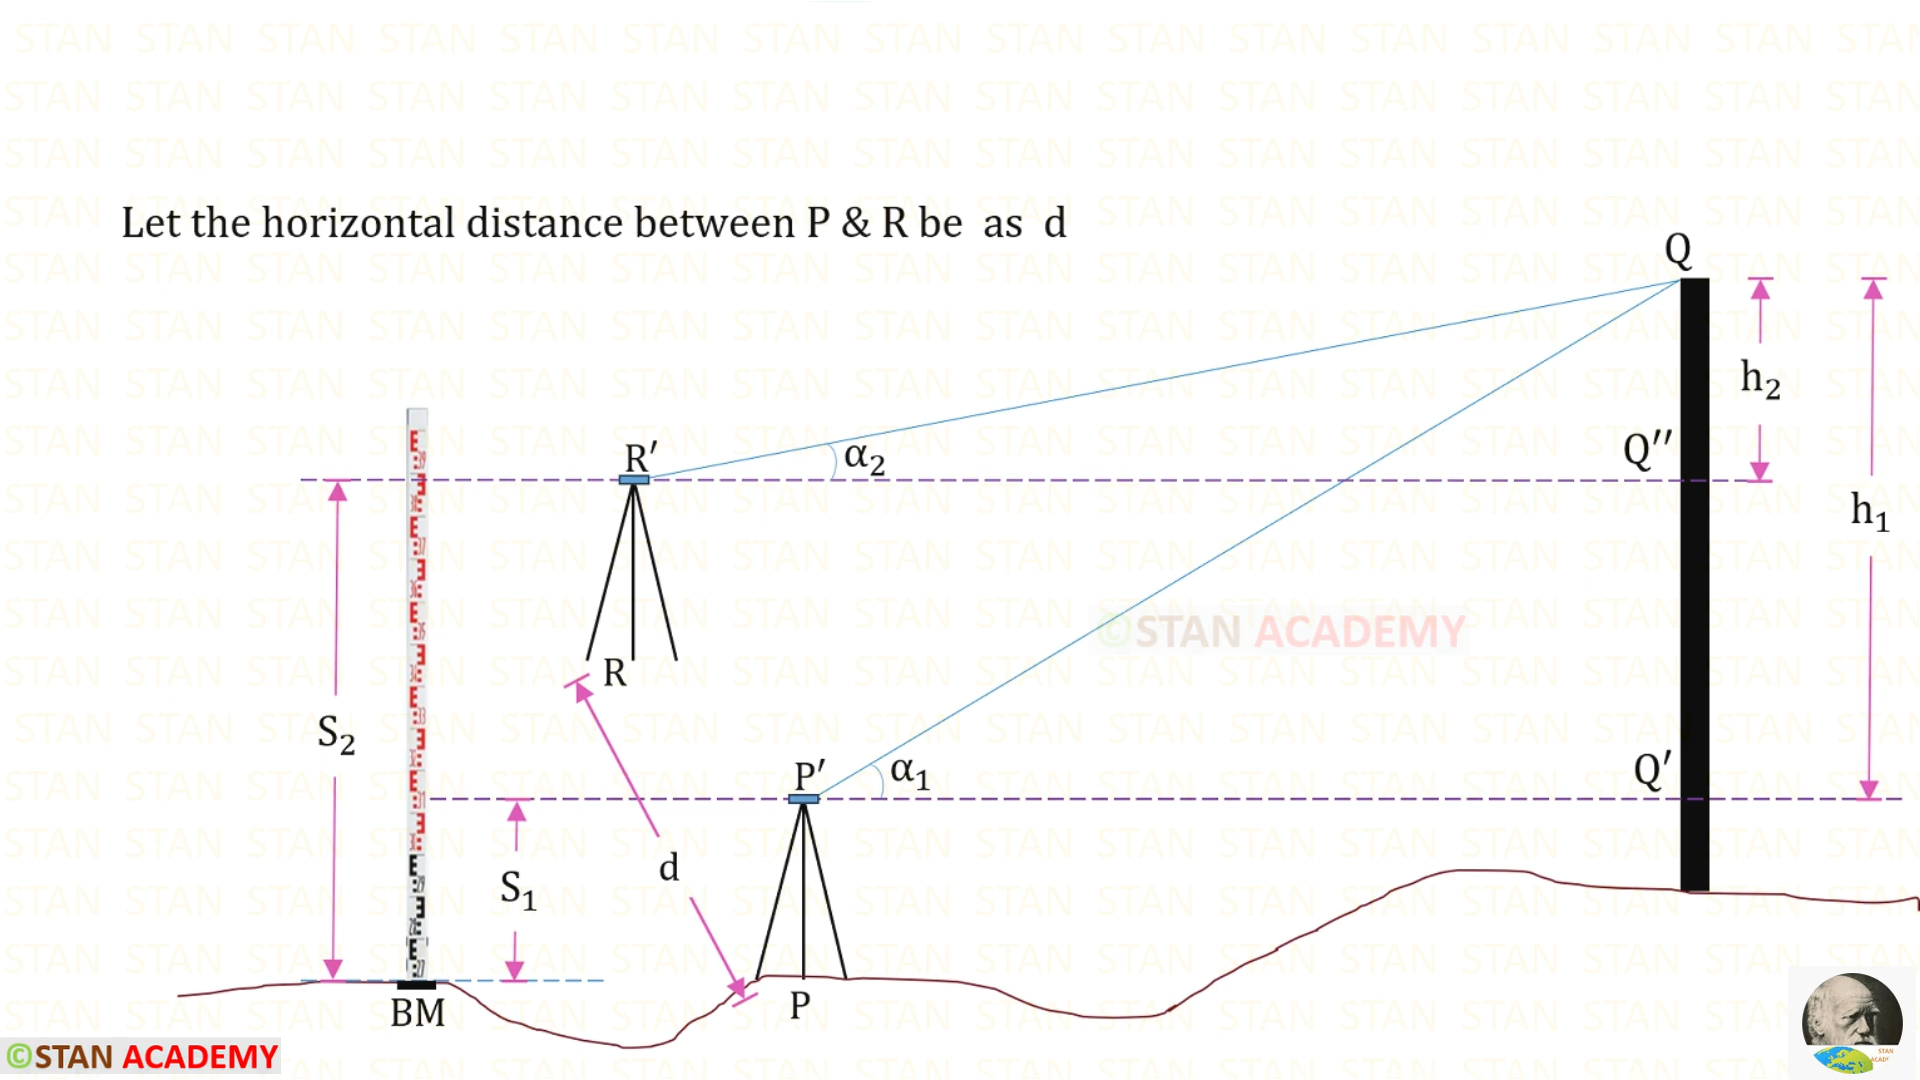 Let the horizontal distance between P & R be as d
Q
h₂
R′
α₂
Q′′
h₁
©STAN ACADEMY
R
S₂
P′
α₁
Q′
d
S₁
P
BM
©STAN ACADEMY